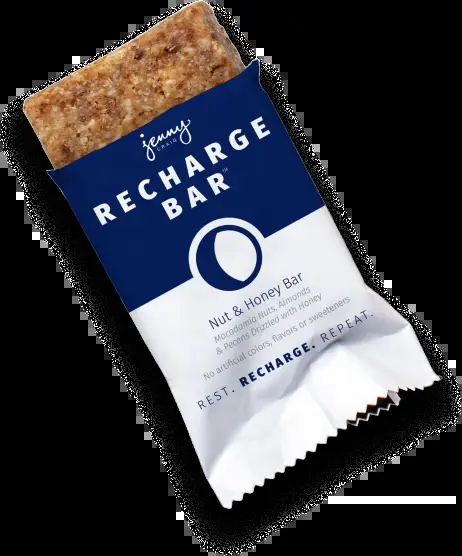 jenny
CRAIG
RECHARGE
BAR™
Nut & Honey Bar
Macadamia Nuts, Almonds
& Pecans Drizzled with Honey
No artificial colors, flavors or sweeteners
REST. RECHARGE. REPEAT.